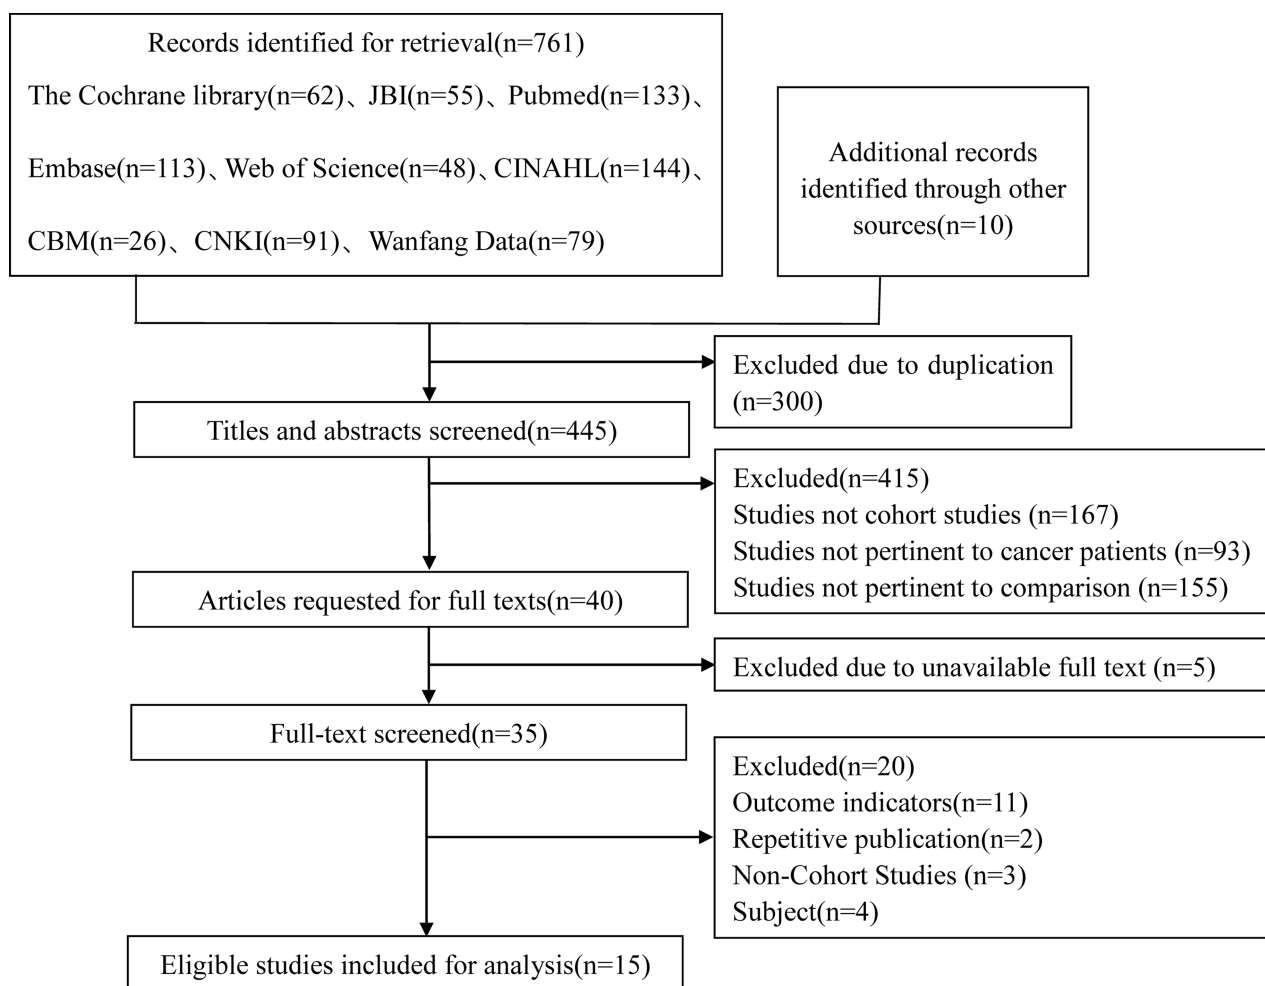 Records identified for retrieval(n=761)
The Cochrane library(n=62)、JBI(n=55)、Pubmed(n=133)、
Embase(n=113)、Web of Science(n=48)、CINAHL(n=144)、
CBM(n=26)、CNKI(n=91)、Wanfang Data(n=79)
Additional records
identified through other
sources(n=10)
Excluded due to duplication
(n=300)
Titles and abstracts screened(n=445)
Excluded(n=415)
Studies not cohort studies (n=167)
Studies not pertinent to cancer patients (n=93)
Studies not pertinent to comparison (n=155)
Articles requested for full texts(n=40)
Excluded due to unavailable full text (n=5)
Full-text screened(n=35)
Excluded(n=20)
Outcome indicators(n=11)
Repetitive publication(n=2)
Non-Cohort Studies (n=3)
Subject(n=4)
Eligible studies included for analysis(n=15)